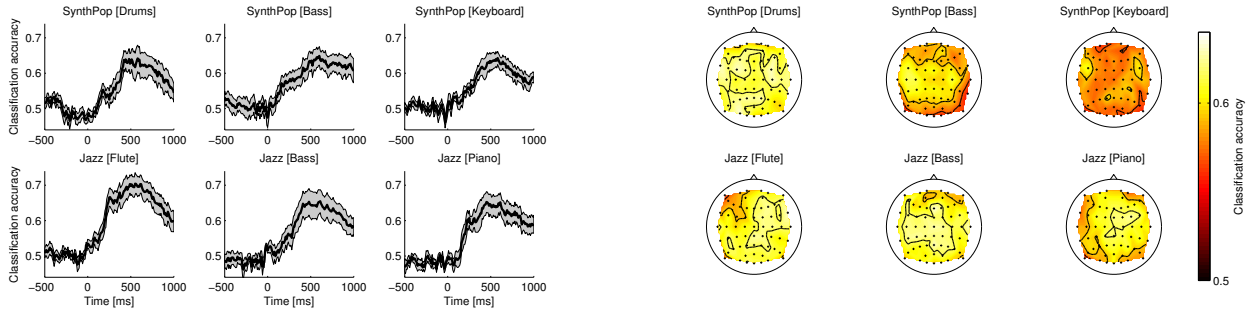 SynthPop [Drums] SynthPop [Bass] SynthPop [Keyboard] SynthPop [Drums] SynthPop [Bass] SynthPop [Keyboard]
Classification accuracy
0.7 0.7 0.7
0.6 0.6 0.6
0.5 0.5 0.5
−500 0 500 1000 −500 0 500 1000 −500 0 500 1000
Jazz [Flute] Jazz [Bass] Jazz [Piano] Jazz [Flute] Jazz [Bass] Jazz [Piano]
Classification accuracy
0.7 0.7 0.7
0.6 0.6 0.6
0.5 0.5 0.5
−500 0 500 1000 −500 0 500 1000 −500 0 500 1000
Time [ms] Time [ms] Time [ms]
0.6
0.5
Classification accuracy